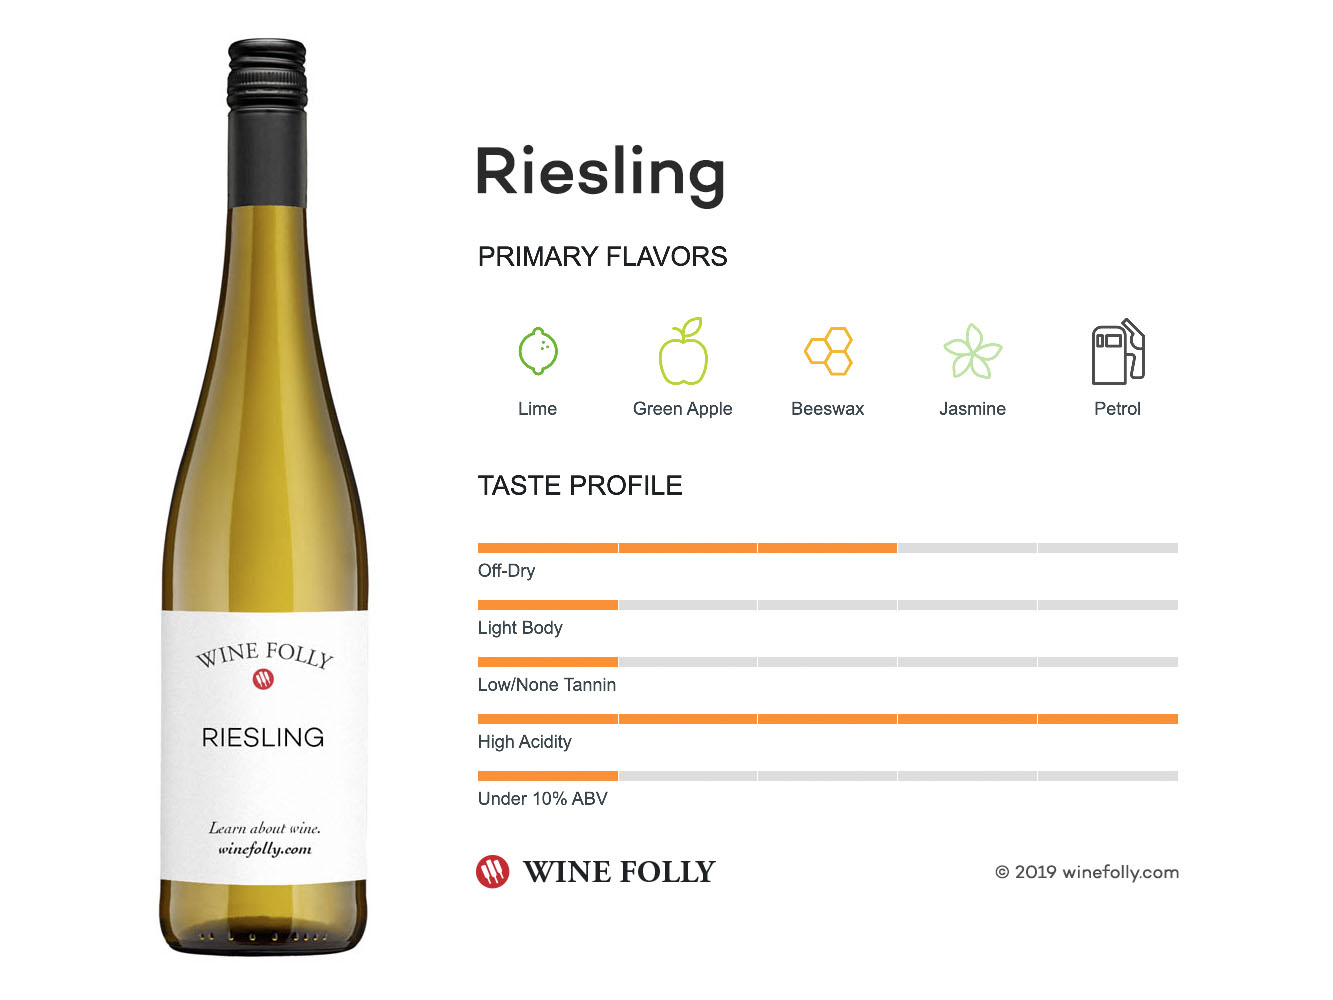 Riesling
PRIMARY FLAVORS
Lime
Green Apple
Beeswax
Jasmine
Petrol
TASTE PROFILE
Off-Dry
Light Body
Low/None Tannin
High Acidity
Under 10% ABV
WINE FOLLY
© 2019 winefolly.com
WINE FOLLY
RIESLING
Learn about wine.
winefolly.com